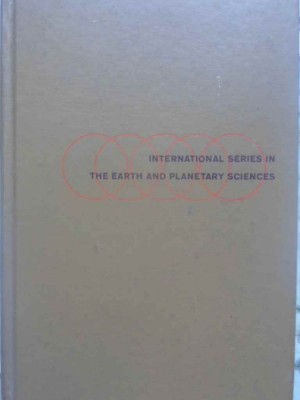 INTERNATIONAL SERIES IN
THE EARTH AND PLANETARY SCIENCES